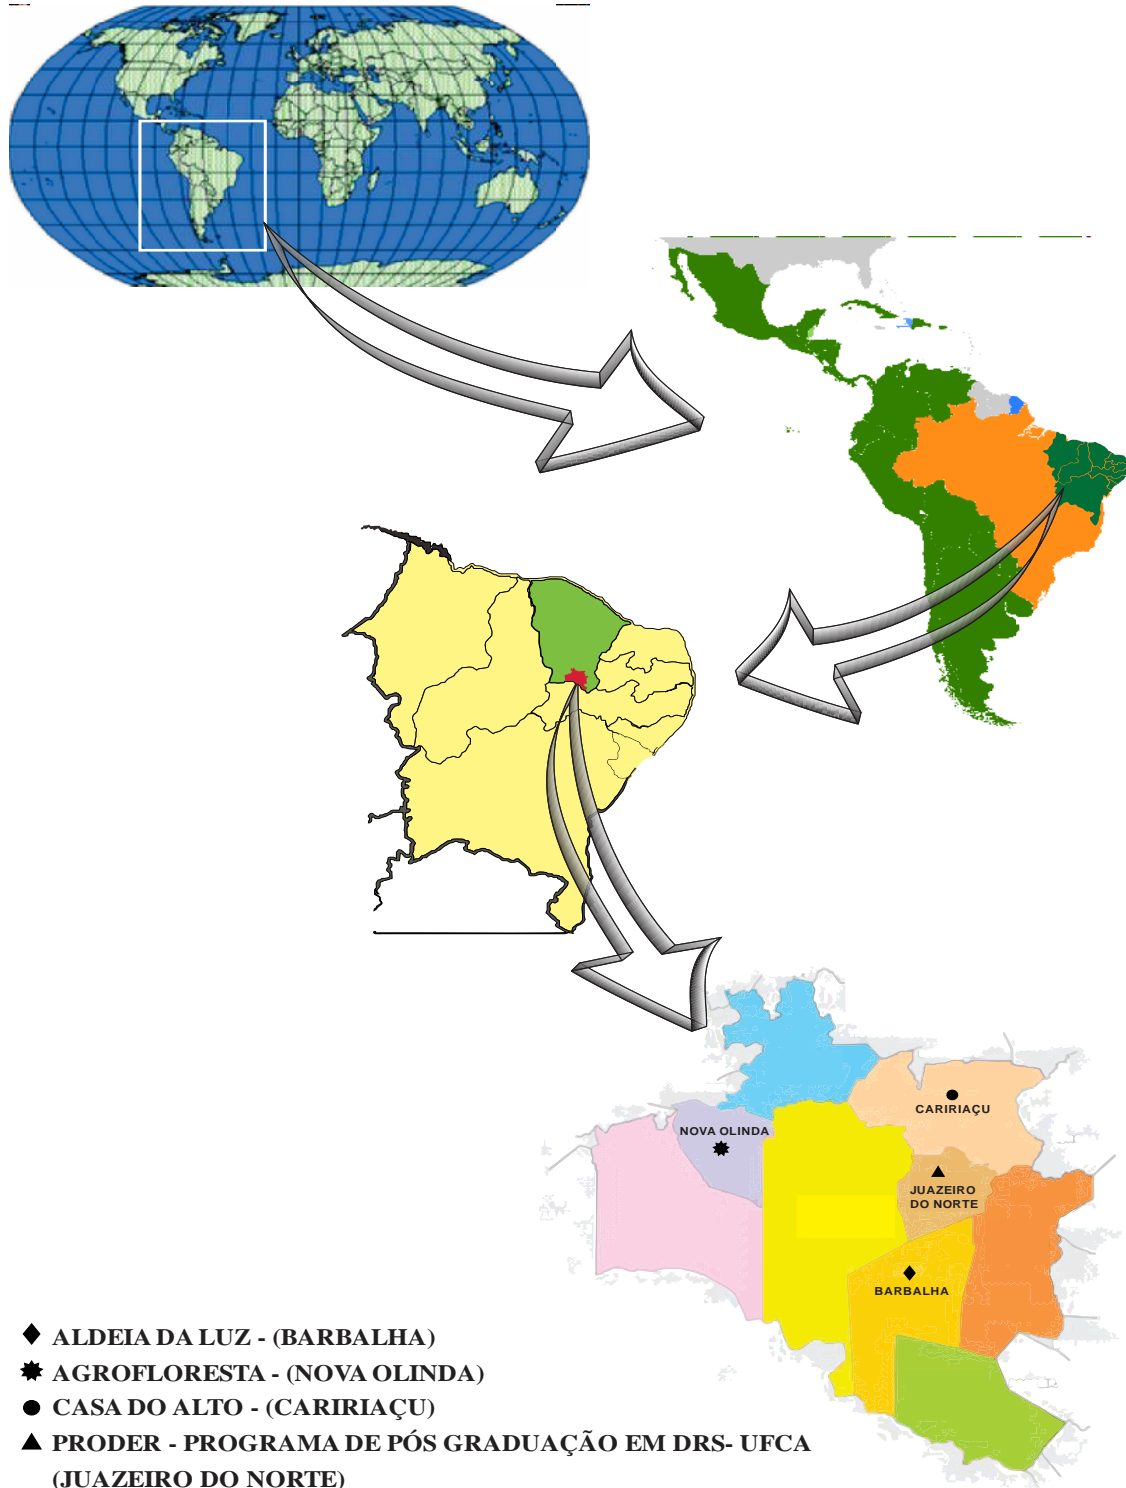 CARIRIAÇU
NOVA OLINDA
JUAZEIRO
DO NORTE
BARBALHA
ALDEIA DA LUZ - (BARBALHA)
AGROFLORESTA - (NOVA OLINDA)
CASA DO ALTO - (CARIRIAÇU)
PRODER - PROGRAMA DE PÓS GRADUAÇÃO EM DRS- UFCA
(JUAZEIRO DO NORTE)